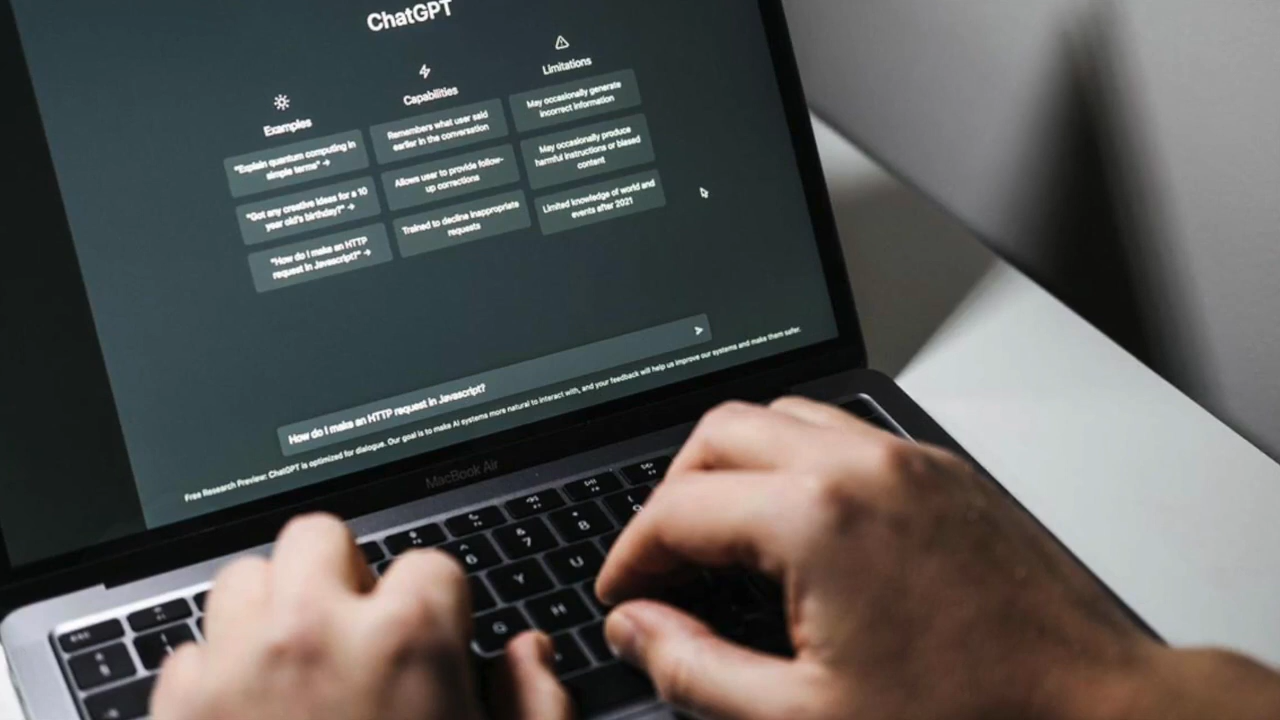 ChatGPT
Examples
"Explain quantum computing in
simple terms" →
"Got any creative ideas for a 10
year old's birthday?" →
"How do I make an HTTP
request in Javascript?" →
Capabilities
Remembers what user said
earlier in the conversation
Allows user to provide follow-
up corrections
Trained to decline inappropriate
requests
Limitations
May occasionally generate
incorrect information
May occasionally produce
harmful instructions or biased
content
Limited knowledge of world and
events after 2021
How do I make an HTTP request in Javascript?
Free Research Preview: ChatGPT is optimized for dialogue. Our goal is to make AI systems more natural to interact with, and your feedback will help us improve our systems and make them safer.
MacBook Air
esc
6 7 8
Y U
G H